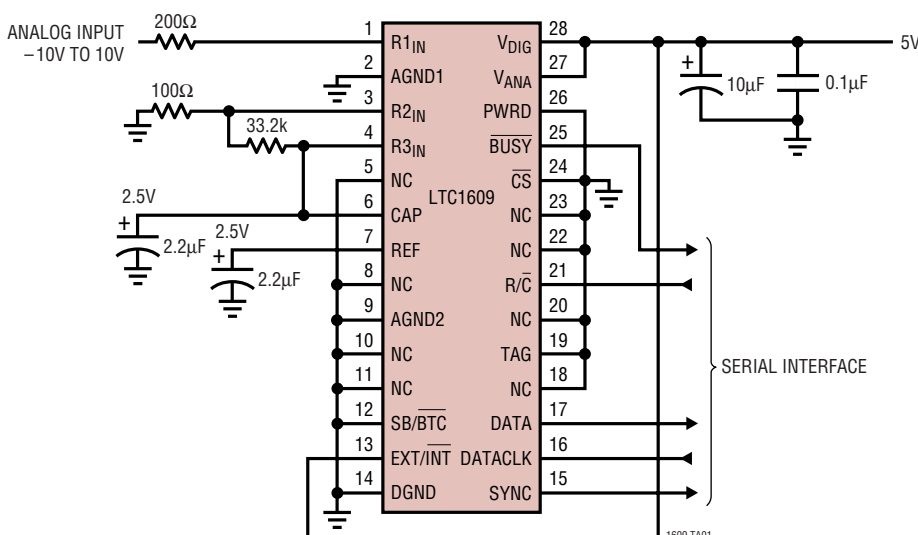 ANALOG INPUT
–10V TO 10V
200Ω
100Ω
33.2k
2.5V
+
2.2µF
2.5V
+
2.2µF
1
2
3
4
5
6
7
8
9
10
11
12
13
14
R1IN
AGND1
R2IN
R3IN
NC
CAP
REF
NC
AGND2
NC
NC
SB/B̅T̅C̅
EXT/I̅N̅T̅
DGND
LTC1609
VDIG
VANA
PWRD
B̅U̅S̅Y̅
C̅S̅
NC
NC
R/C̅
NC
TAG
NC
DATA
DATACLK
SYNC
28
27
26
25
24
23
22
21
20
19
18
17
16
15
5V
+
10µF
0.1µF
SERIAL INTERFACE
1609 TA01